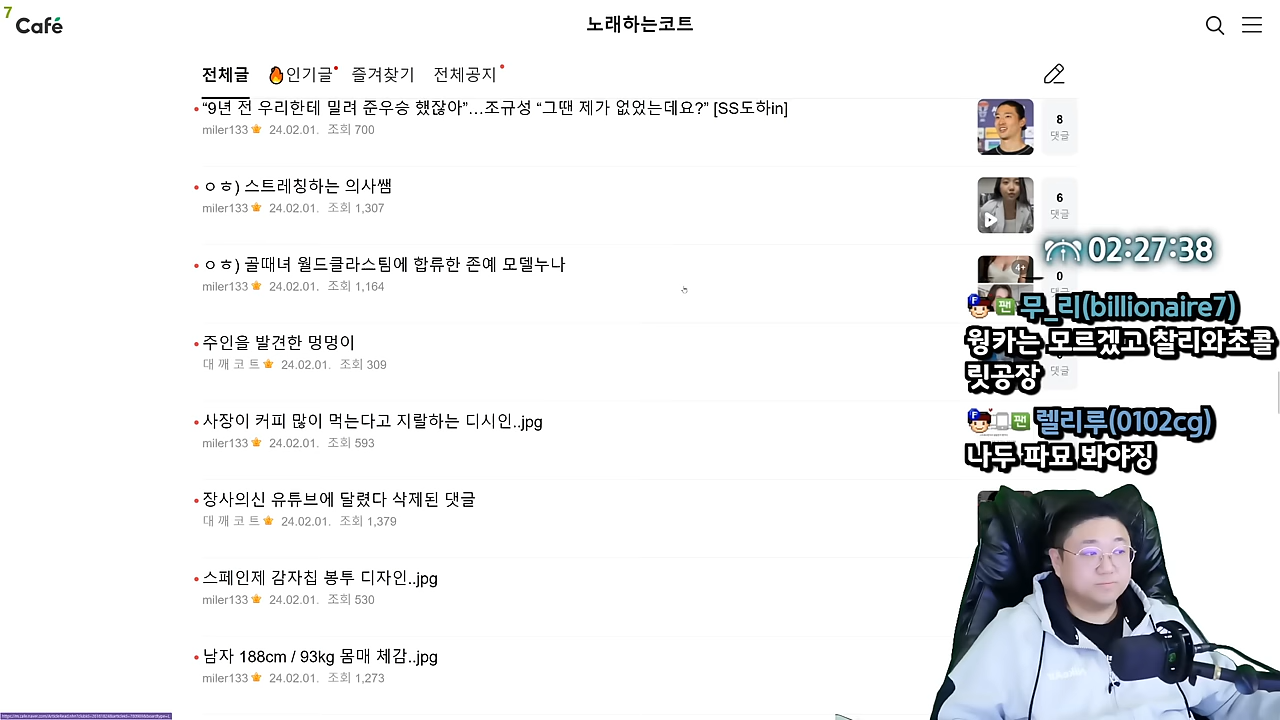 7
Café
노래하는코트
전체글 인기글 즐겨찾기 전체공지
“9년 전 우리한테 밀려 준우승 했잖아”…조규성 “그땐 제가 없었는데요?” [SS도하in]
miler133 24.02.01. 조회 700
8
댓글
ㅇㅎ) 스트레칭하는 의사쌤
miler133 24.02.01. 조회 1,307
6
댓글
02:27:38
ㅇㅎ) 골때녀 월드클라스팀에 합류한 존예 모델누나
miler133 24.02.01. 조회 1,164
4+
0
팬 무_리(billionaire7)
웡카는 모르겠고 찰리와초콜
릿공장
주인을 발견한 멍멍이
대 깨 코 트 24.02.01. 조회 309
댓글
사장이 커피 많이 먹는다고 지랄하는 디시인..jpg
miler133 24.02.01. 조회 593
팬 렐리루(0102cg)
나두 파묘 봐야징
장사의신 유튜브에 달렸다 삭제된 댓글
대 깨 코 트 24.02.01. 조회 1,379
스페인제 감자칩 봉투 디자인..jpg
miler133 24.02.01. 조회 530
남자 188cm / 93kg 몸매 체감..jpg
miler133 24.02.01. 조회 1,273